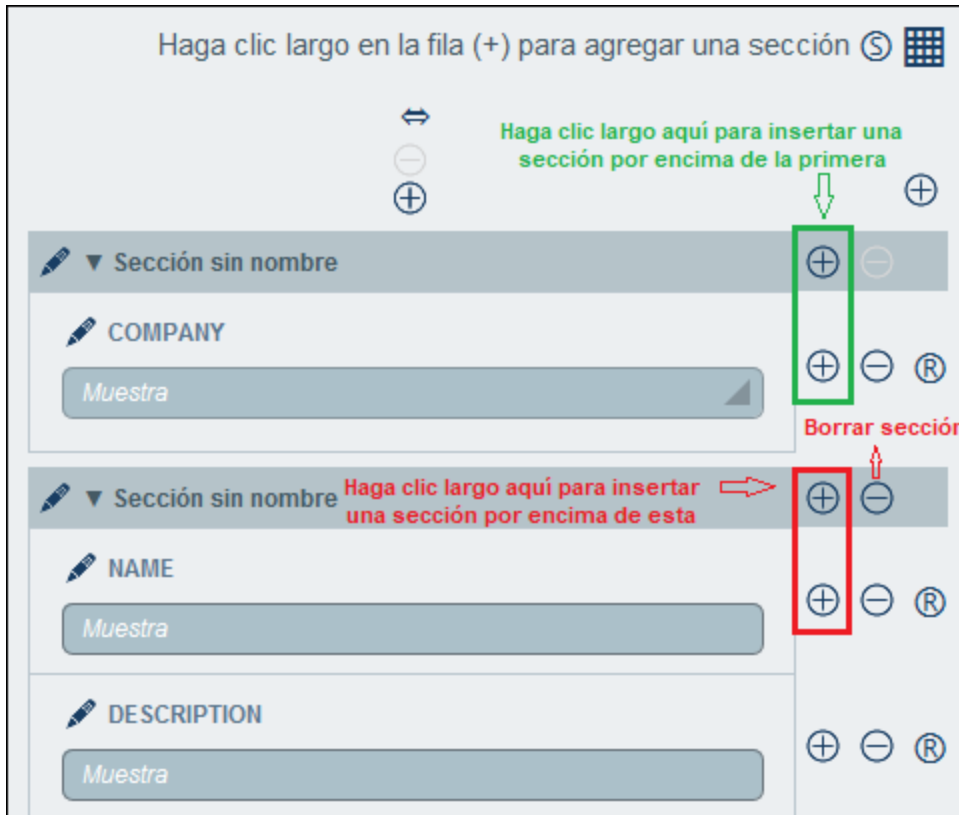 Haga clic largo en la fila (+) para agregar una sección Ⓢ
Haga clic largo aquí para insertar una
sección por encima de la primera
Sección sin nombre
COMPANY
Muestra
®
Borrar sección
Sección sin nombre
Haga clic largo aquí para insertar
una sección por encima de esta
NAME
Muestra
®
DESCRIPTION
Muestra
®